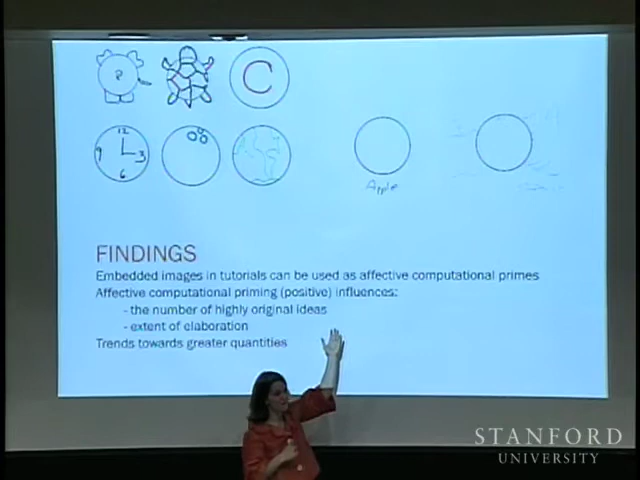 C
12
9 3
6
Apple
FINDINGS
Embedded images in tutorials can be used as affective computational primes
Affective computational priming (positive) influences:
- the number of highly original ideas
- extent of elaboration
Trends towards greater quantities
STANFORD
UNIVERSITY